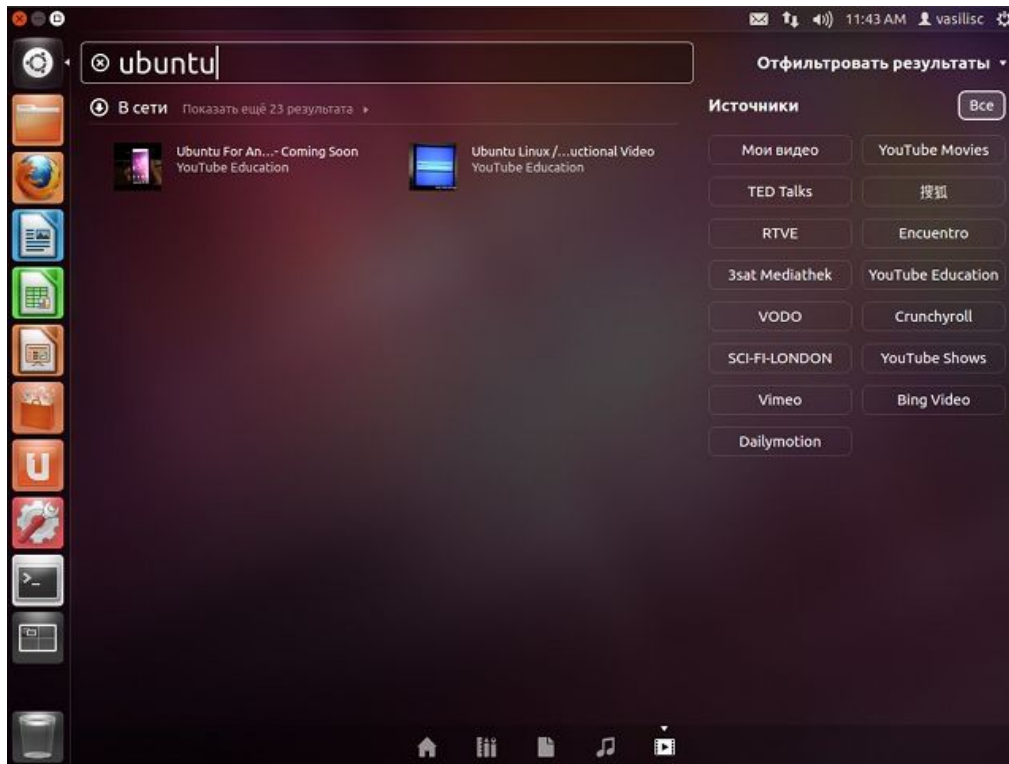 11:43 AM vasilisc
ubuntu
Отфильтровать результаты
В сети Показать ещё 23 результата
Источники Все
Ubuntu For An...- Coming Soon
YouTube Education
Ubuntu Linux /...uctional Video
YouTube Education
Мои видео YouTube Movies
TED Talks 搜狐
RTVE Encuentro
3sat Mediathek YouTube Education
VODO Crunchyroll
SCI-FI-LONDON YouTube Shows
Vimeo Bing Video
Dailymotion